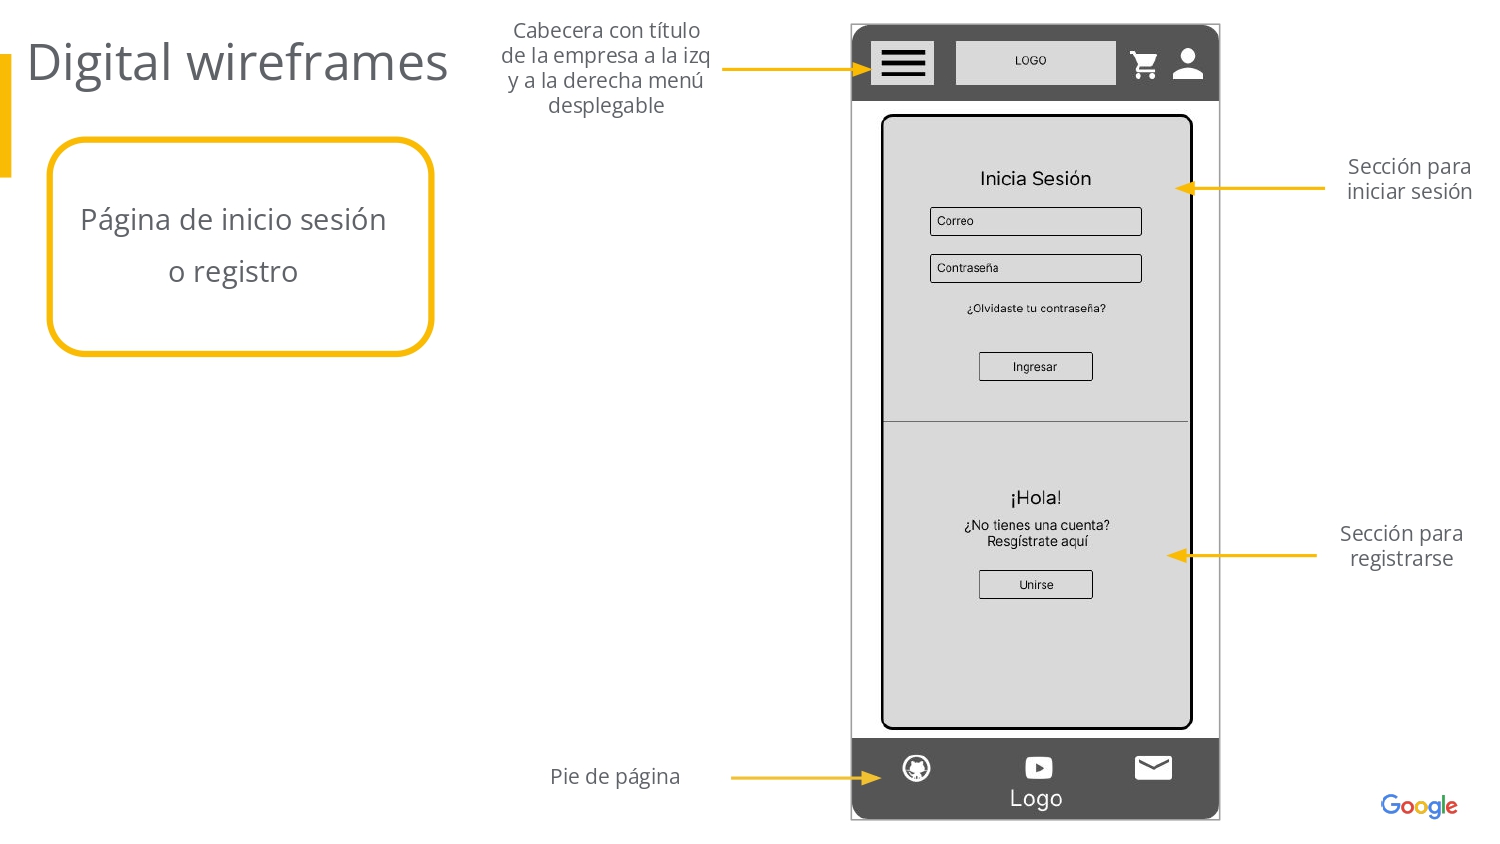 Digital wireframes
Página de inicio sesión
o registro
Cabecera con título
de la empresa a la izq
y a la derecha menú
desplegable
LOGO
Inicia Sesión
Correo
Contraseña
¿Olvidaste tu contraseña?
Ingresar
Sección para
iniciar sesión
¡Hola!
¿No tienes una cuenta?
Resgístrate aquí
Unirse
Sección para
registrarse
Pie de página
Logo
Google